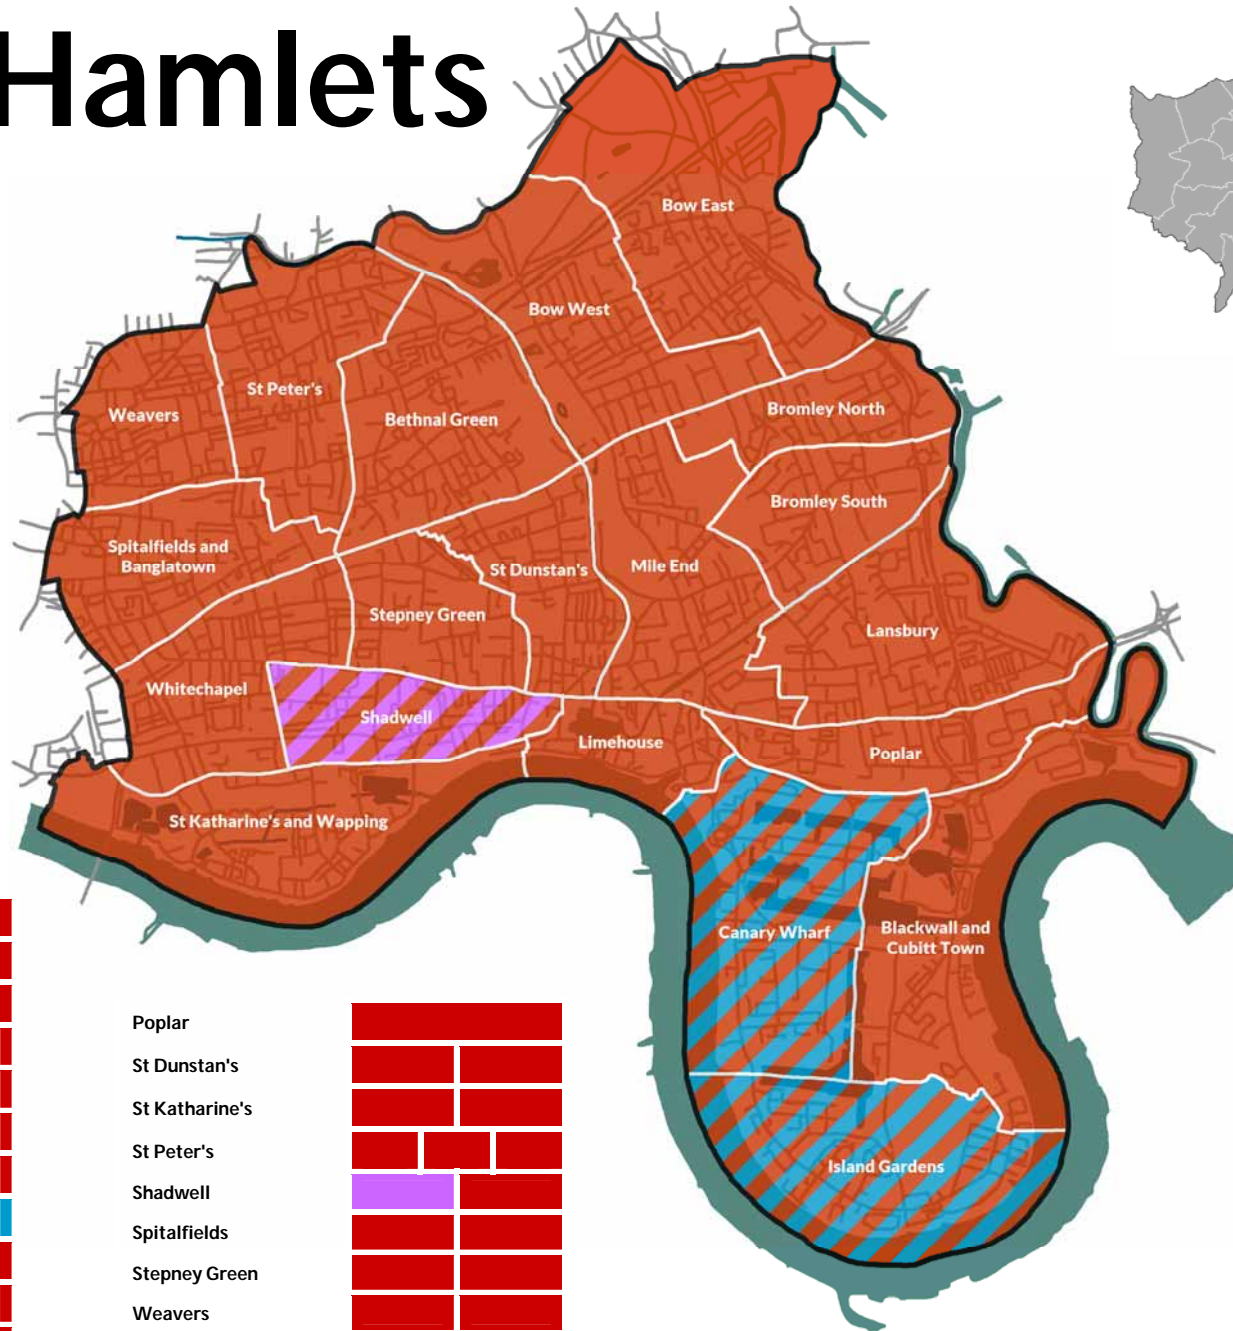 Hamlets
Bow East
Bow West
St Peter's
Weavers
Bethnal Green
Bromley North
Bromley South
Spitalfields and
Banglatown
St Dunstan's
Mile End
Stepney Green
Lansbury
Whitechapel
Shadwell
Limehouse
Poplar
St Katharine's and Wapping
Canary Wharf
Blackwall and
Cubitt Town
Island Gardens
Poplar
St Dunstan's
St Katharine's
St Peter's
Shadwell
Spitalfields
Stepney Green
Weavers